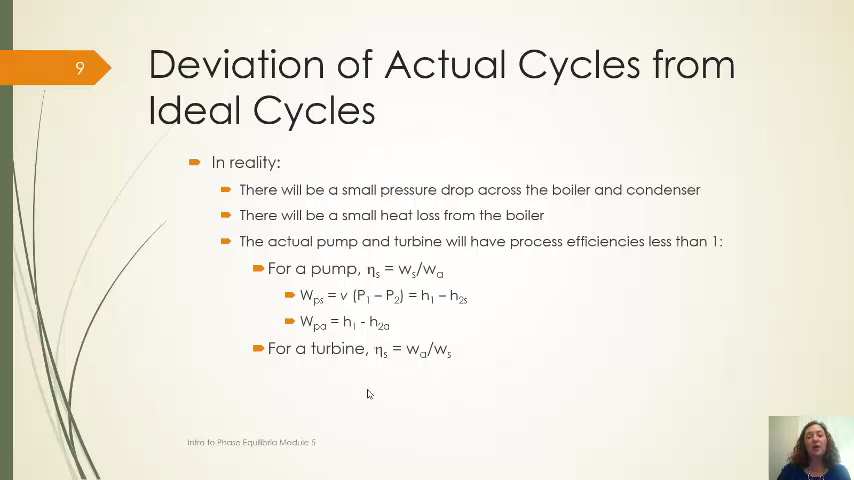 9
Deviation of Actual Cycles from
Ideal Cycles
In reality:
There will be a small pressure drop across the boiler and condenser
There will be a small heat loss from the boiler
The actual pump and turbine will have process efficiencies less than 1:
For a pump, ηs = ws/wa
Wps = v (P1 – P2) = h1 – h2s
Wpa = h1 - h2a
For a turbine, ηs = wa/ws
Intro to Phase Equilibria Module 5